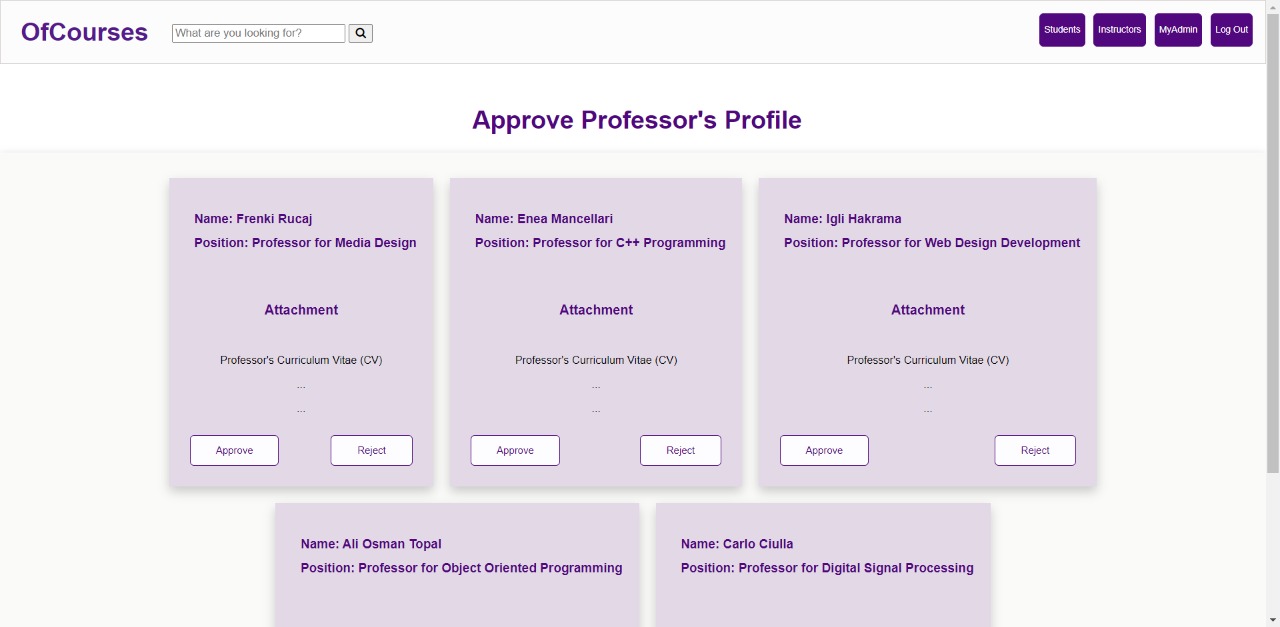 OfCourses
What are you looking for?
Students
Instructors
MyAdmin
Log Out
Approve Professor's Profile
Name: Frenki Rucaj
Position: Professor for Media Design
Attachment
Professor's Curriculum Vitae (CV)
...
...
Approve
Reject
Name: Enea Mancellari
Position: Professor for C++ Programming
Attachment
Professor's Curriculum Vitae (CV)
...
...
Approve
Reject
Name: Igli Hakrama
Position: Professor for Web Design Development
Attachment
Professor's Curriculum Vitae (CV)
...
...
Approve
Reject
Name: Ali Osman Topal
Position: Professor for Object Oriented Programming
Name: Carlo Ciulla
Position: Professor for Digital Signal Processing